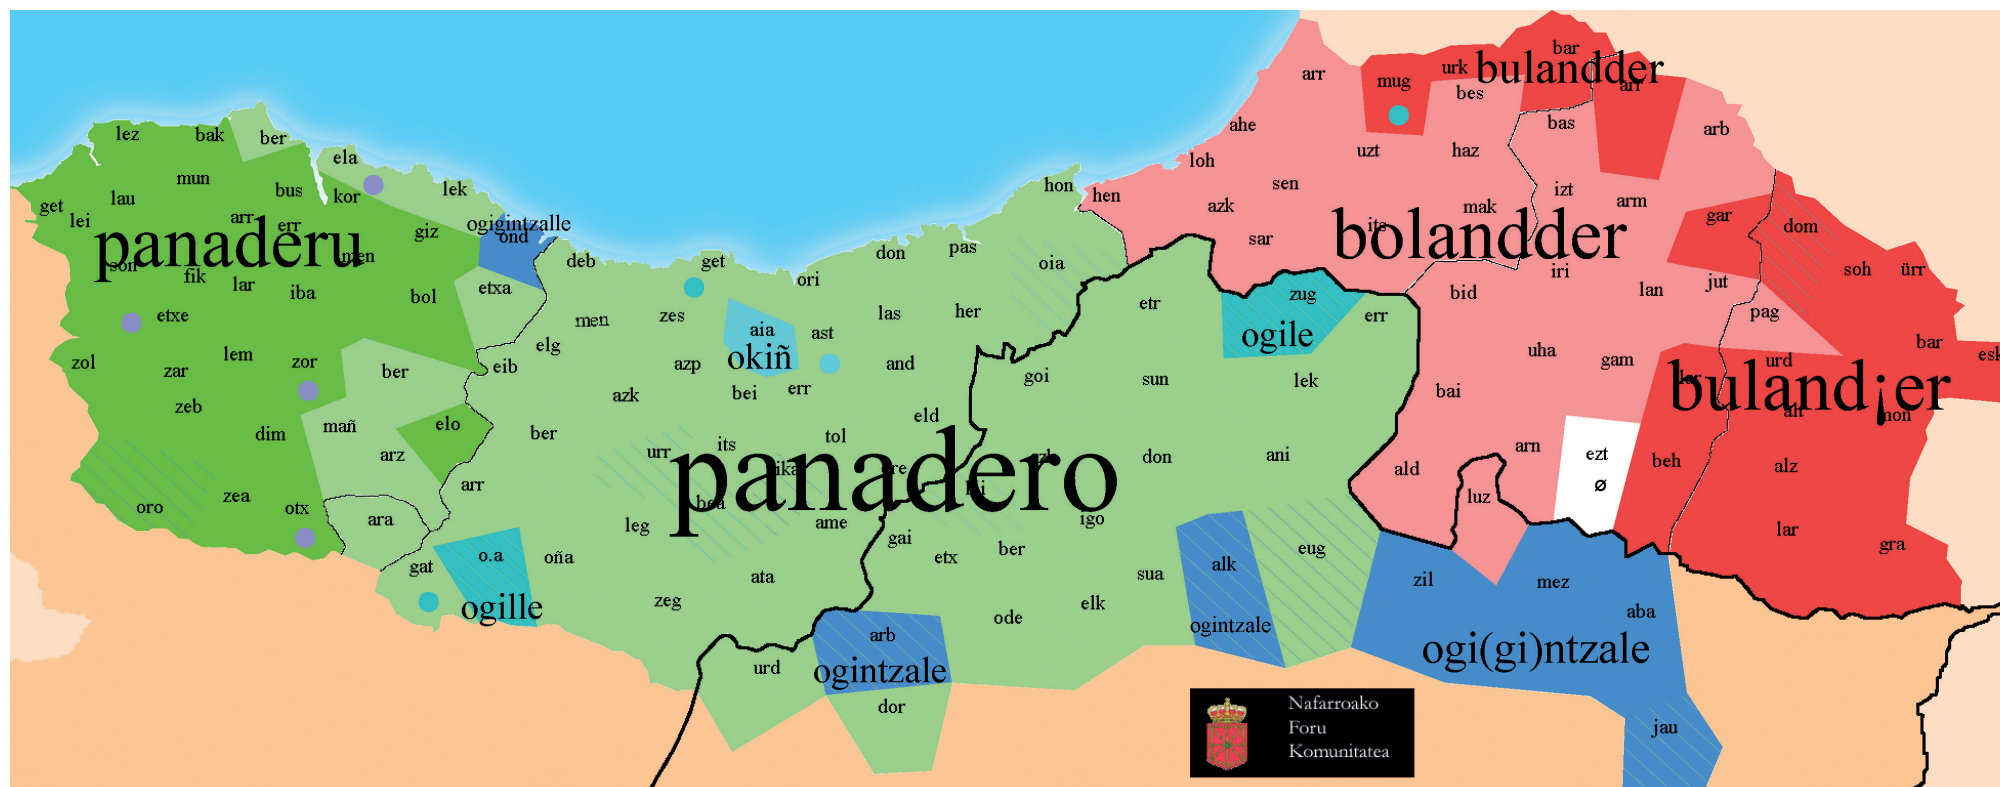 bar
bulandder
arr
mug
urk
bes
arr
lez
bak
ber
ahe
bas
arb
ela
loh
uzt
haz
mun
lau
bus
kor
lek
hon
hen
sen
izt
arm
get
lei
arr
err
giz
ogigintzalle
ond
azk
mak
its
gar
dom
panaderu
men
bolandder
sar
son
fik
lar
iba
bol
etxa
deb
get
ori
don
pas
oia
iri
soh
ürr
etxe
men
zes
aia
okiñ
ast
las
her
etr
zug
ogile
err
bid
lan
jut
pag
zol
zar
lem
zor
ber
eib
elg
azp
bei
err
and
goi
sun
lek
uha
gam
urd
bar
esk
bulandȷer
zeb
dim
mañ
elo
azk
eld
bai
alt
mon
arz
ber
urr
its
tol
don
ani
ald
arn
ezt
ø
beh
alz
panadero
oro
zea
otx
ara
arr
leg
bea
ame
igo
luz
lar
gra
gat
o.a
ogille
oña
ata
zeg
gai
etx
ber
sua
elk
ode
alk
ogintzale
eug
zil
mez
aba
ogi(gi)ntzale
urd
arb
ogintzale
dor
jau
Nafarroako
Foru
Komunitatea